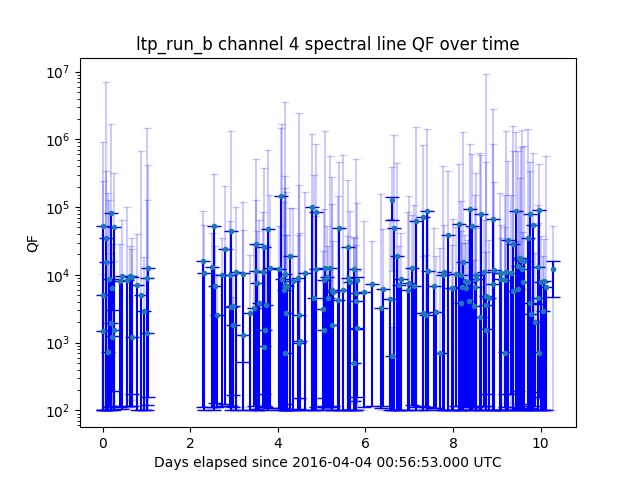 ltp_run_b channel 4 spectral line QF over time
QF
10^7
10^6
10^5
10^4
10^3
10^2
0 2 4 6 8 10
Days elapsed since 2016-04-04 00:56:53.000 UTC